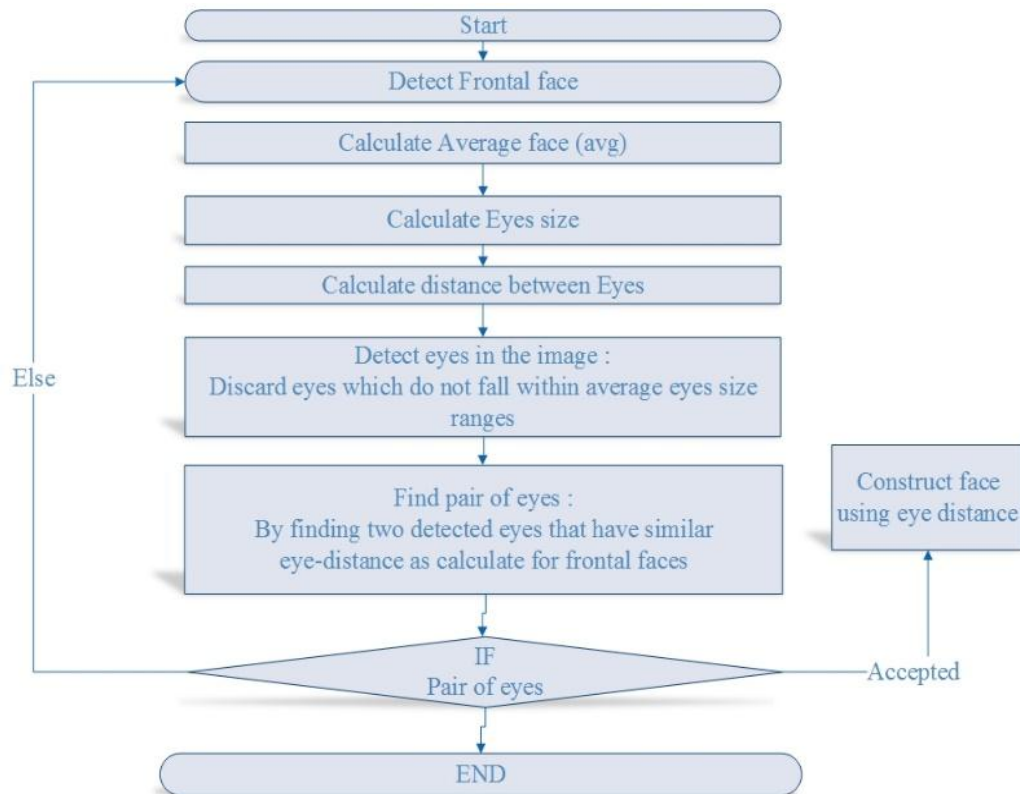 Start
Detect Frontal face
Calculate Average face (avg)
Calculate Eyes size
Calculate distance between Eyes
Detect eyes in the image :
Discard eyes which do not fall within average eyes size
ranges
Else
Find pair of eyes :
By finding two detected eyes that have similar
eye-distance as calculate for frontal faces
Construct face
using eye distance
IF
Pair of eyes
Accepted
END